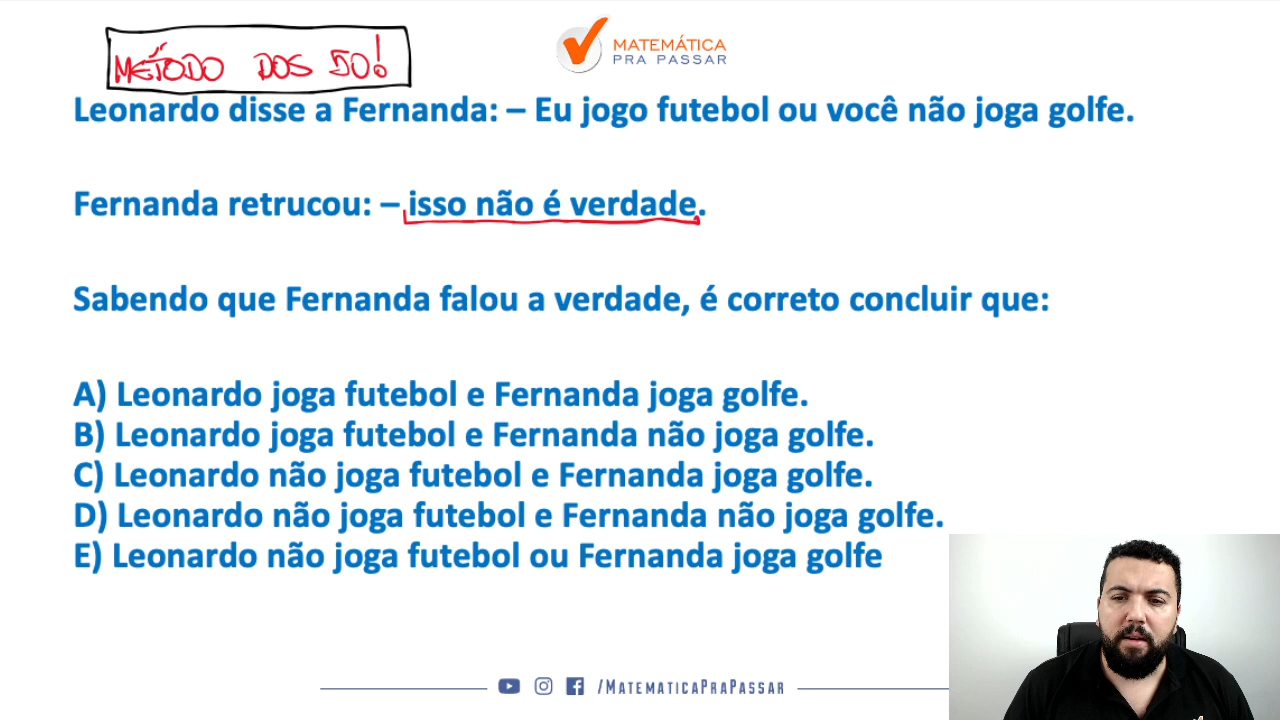 MÉTODO DOS 50!
MATEMÁTICA
PRA PASSAR
Leonardo disse a Fernanda: – Eu jogo futebol ou você não joga golfe.
Fernanda retrucou: – isso não é verdade.
Sabendo que Fernanda falou a verdade, é correto concluir que:
A) Leonardo joga futebol e Fernanda joga golfe.
B) Leonardo joga futebol e Fernanda não joga golfe.
C) Leonardo não joga futebol e Fernanda joga golfe.
D) Leonardo não joga futebol e Fernanda não joga golfe.
E) Leonardo não joga futebol ou Fernanda joga golfe
/MatematicaPraPassar